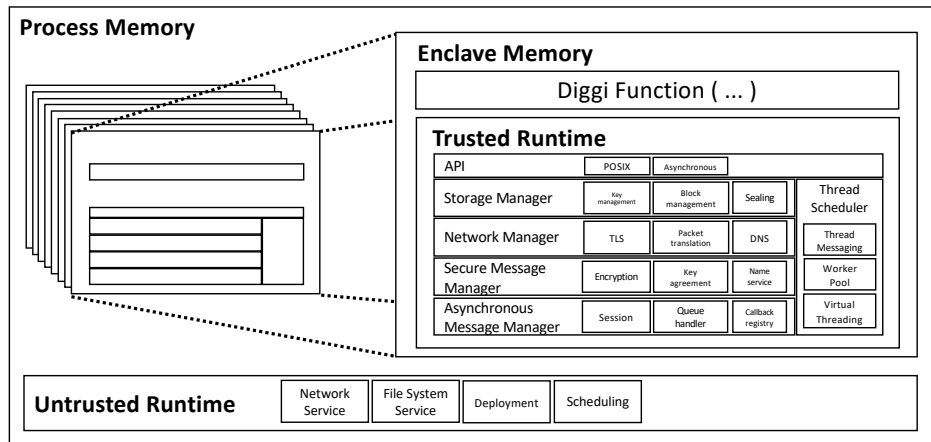 Process Memory
Enclave Memory
Diggi Function ( ... )
Trusted Runtime
API
POSIX
Asynchronous
Storage Manager
Key
management
Block
management
Sealing
Network Manager
TLS
Packet
translation
DNS
Secure Message
Manager
Encryption
Key
agreement
Name
service
Asynchronous
Message Manager
Session
Queue
handler
Callback
registry
Thread
Scheduler
Thread
Messaging
Worker
Pool
Virtual
Threading
Untrusted Runtime
Network
Service
File System
Service
Deployment
Scheduling